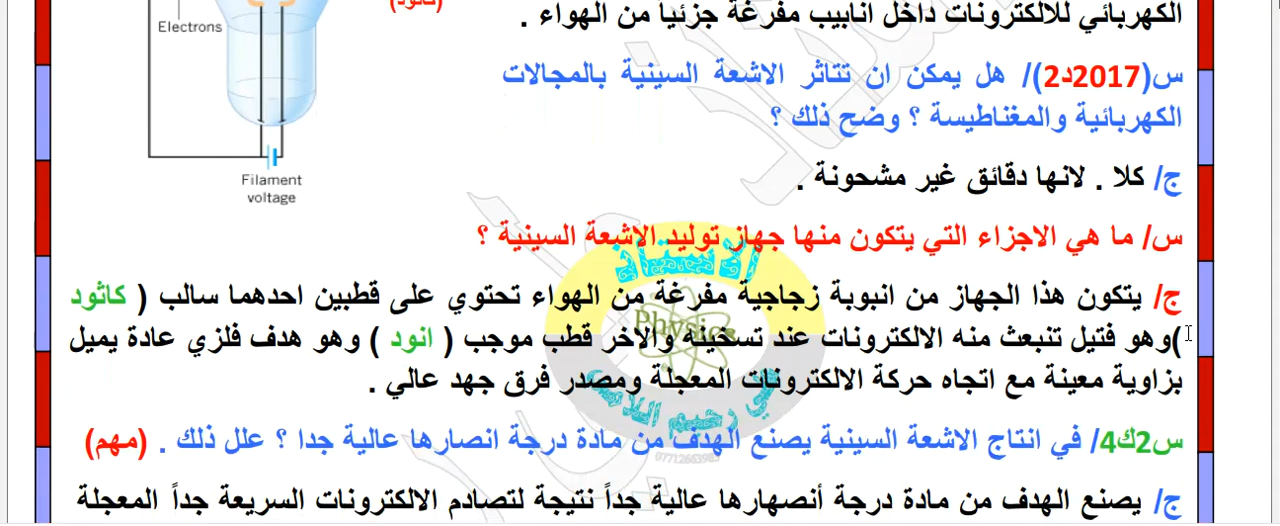 الكهربائي للالكترونات داخل انابيب مفرغة جزئياً من الهواء .
(كاثود)
Electrons
س(2017د2)/ هل يمكن ان تتاثر الاشعة السينية بالمجالات
الكهربائية والمغناطيسة ؟ وضح ذلك ؟
ج/ كلا . لانها دقائق غير مشحونة .
Filament
voltage
س/ ما هي الاجزاء التي يتكون منها جهاز توليد الاشعة السينية ؟
ج/ يتكون هذا الجهاز من انبوبة زجاجية مفرغة من الهواء تحتوي على قطبين احدهما سالب ( كاثود
)وهو فتيل تنبعث منه الالكترونات عند تسخينه والاخر قطب موجب ( انود ) وهو هدف فلزي عادة يميل
بزاوية معينة مع اتجاه حركة الالكترونات المعجلة ومصدر فرق جهد عالي .
س2ك4/ في انتاج الاشعة السينية يصنع الهدف من مادة درجة انصارها عالية جدا ؟ علل ذلك . (مهم)
ج/ يصنع الهدف من مادة درجة أنصهارها عالية جداً نتيجة لتصادم الالكترونات السريعة جداً المعجلة
الاستاذ
Physics